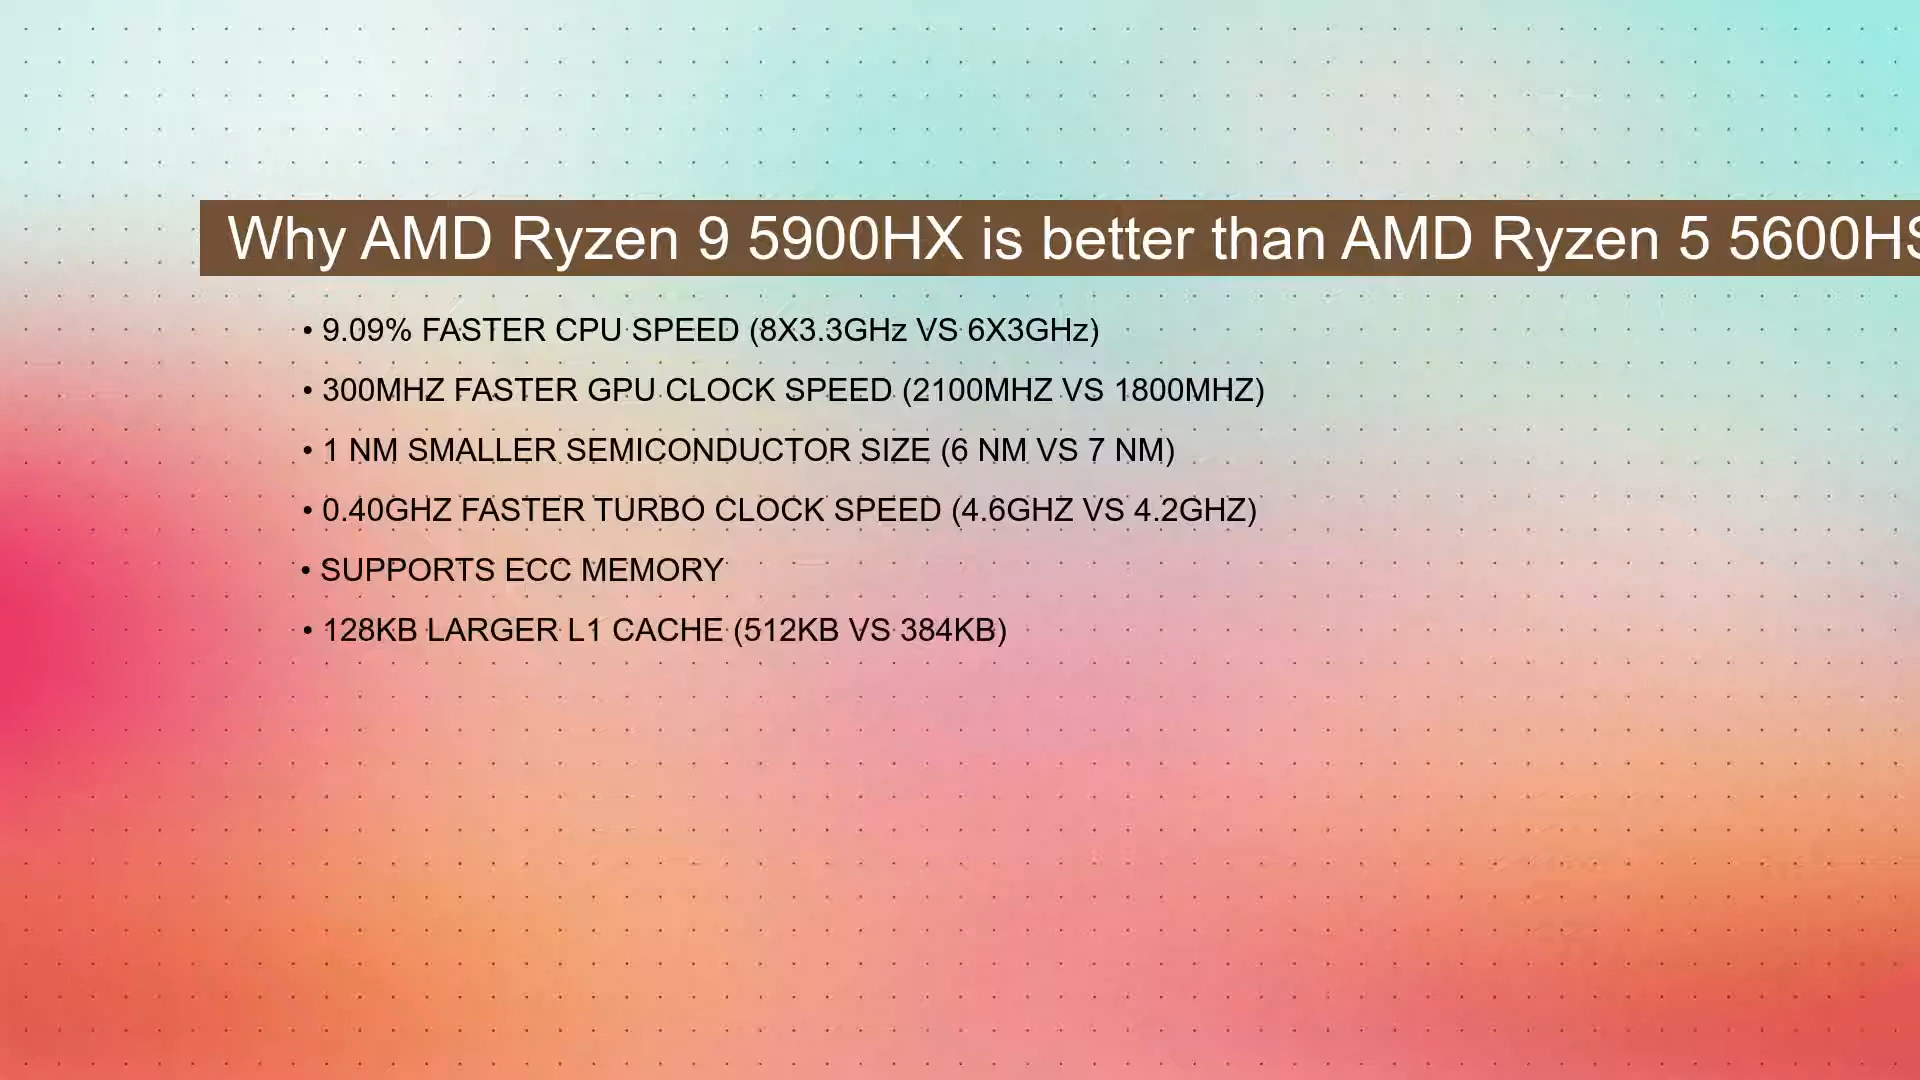 Why AMD Ryzen 9 5900HX is better than AMD Ryzen 5 5600HS
• 9.09% FASTER CPU SPEED (8X3.3GHz VS 6X3GHz)
• 300MHZ FASTER GPU CLOCK SPEED (2100MHZ VS 1800MHZ)
• 1 NM SMALLER SEMICONDUCTOR SIZE (6 NM VS 7 NM)
• 0.40GHZ FASTER TURBO CLOCK SPEED (4.6GHZ VS 4.2GHZ)
• SUPPORTS ECC MEMORY
• 128KB LARGER L1 CACHE (512KB VS 384KB)